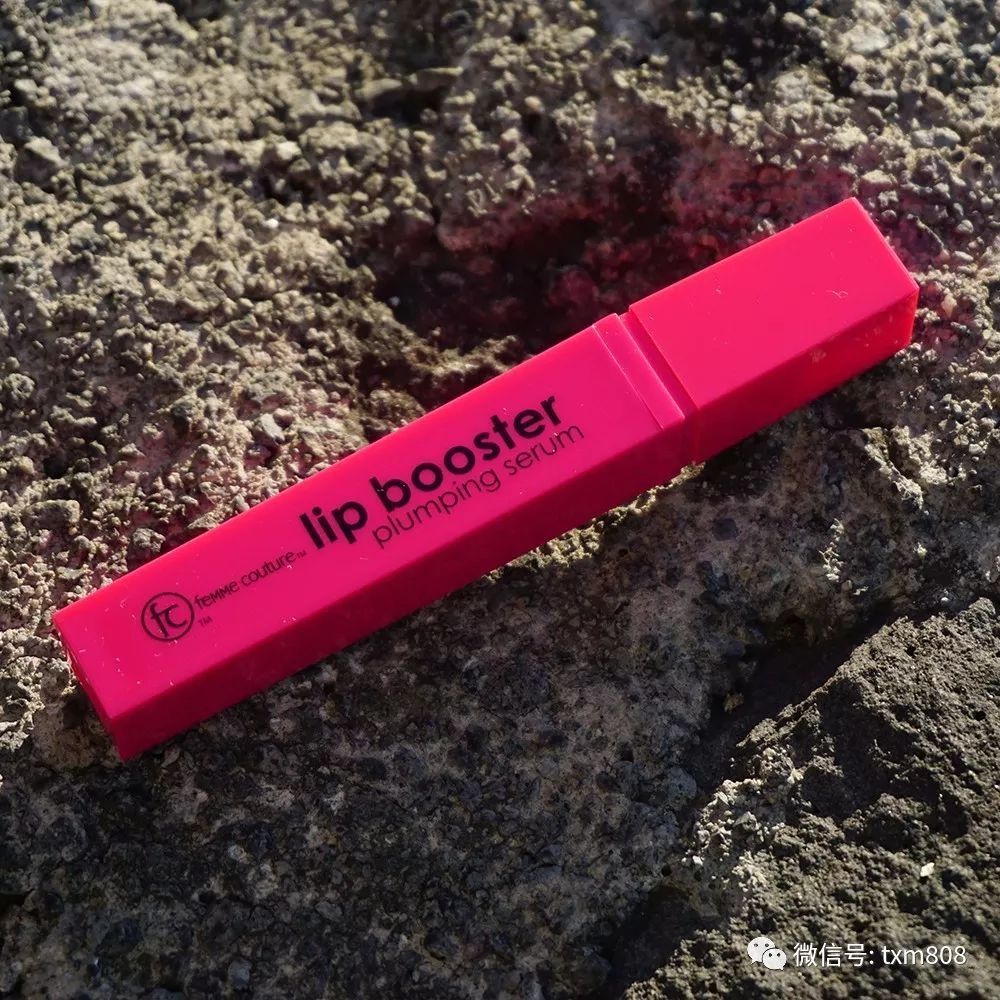 lip booster
plumping serum
fc femme couture™
™
微信号: txm808